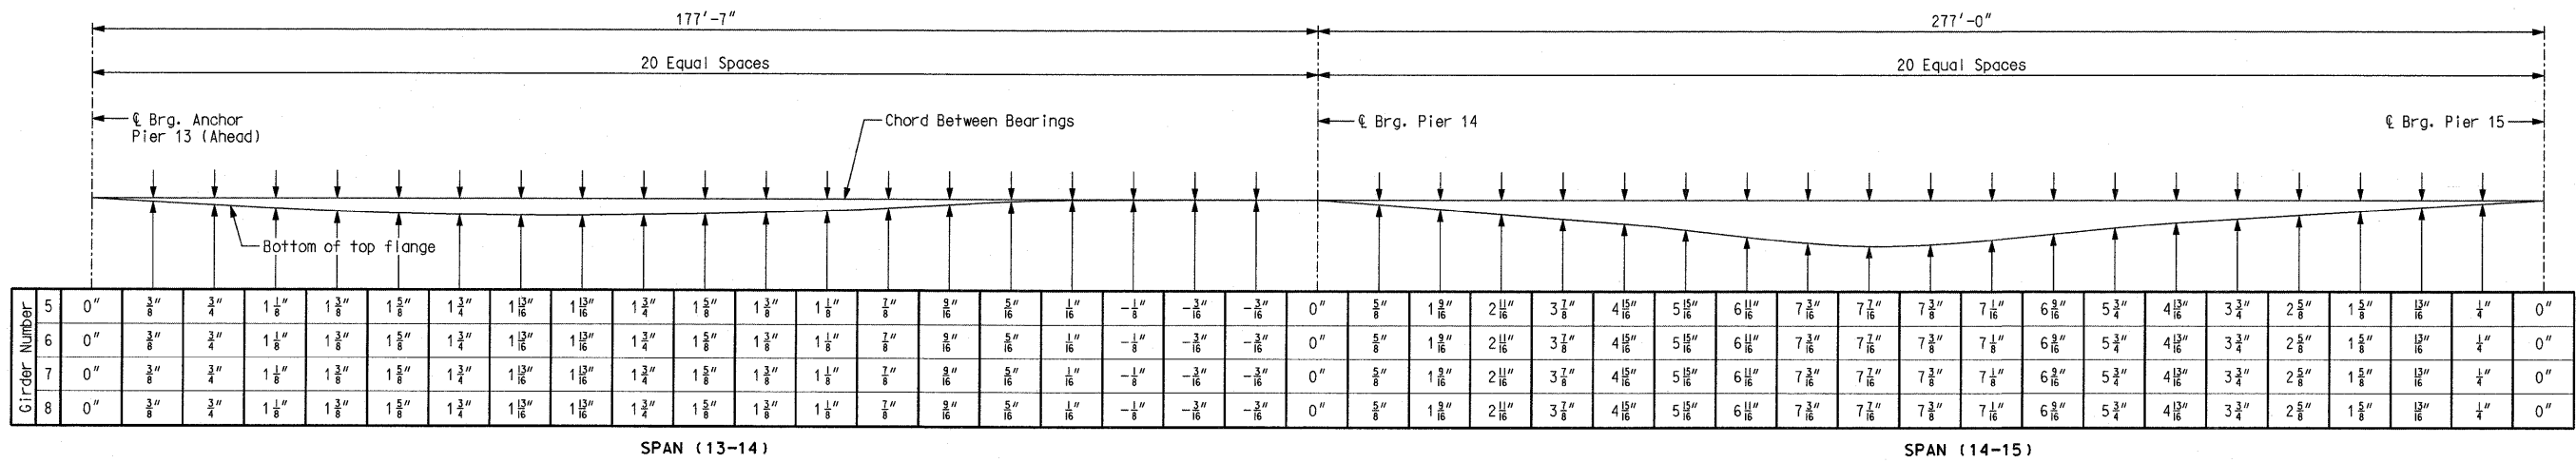 177'-7" 277'-0"
20 Equal Spaces 20 Equal Spaces
℄ Brg. Anchor
Pier 13 (Ahead)
Chord Between Bearings
℄ Brg. Pier 14
℄ Brg. Pier 15
Bottom of top flange
Girder Number
5 0" 3/8" 3/4" 1 1/8" 1 3/8" 1 5/8" 1 3/4" 1 13/16" 1 13/16" 1 3/4" 1 5/8" 1 3/8" 1 1/8" 7/8" 9/16" 5/16" 1/16" -1/8" -3/16" -3/16" 0" 5/8" 1 9/16" 2 11/16" 3 7/8" 4 15/16" 5 15/16" 6 11/16" 7 3/16" 7 7/16" 7 3/8" 7 1/16" 6 9/16" 5 3/4" 4 13/16" 3 3/4" 2 5/8" 1 5/8" 13/16" 1/4" 0"
6 0" 3/8" 3/4" 1 1/8" 1 3/8" 1 5/8" 1 3/4" 1 13/16" 1 13/16" 1 3/4" 1 5/8" 1 3/8" 1 1/8" 7/8" 9/16" 5/16" 1/16" -1/8" -3/16" -3/16" 0" 5/8" 1 9/16" 2 11/16" 3 7/8" 4 15/16" 5 15/16" 6 11/16" 7 3/16" 7 7/16" 7 3/8" 7 1/8" 6 9/16" 5 3/4" 4 13/16" 3 3/4" 2 5/8" 1 5/8" 13/16" 1/4" 0"
7 0" 3/8" 3/4" 1 1/8" 1 3/8" 1 5/8" 1 3/4" 1 13/16" 1 13/16" 1 3/4" 1 5/8" 1 3/8" 1 1/8" 7/8" 9/16" 5/16" 1/16" -1/8" -3/16" -3/16" 0" 5/8" 1 9/16" 2 11/16" 3 7/8" 4 15/16" 5 15/16" 6 11/16" 7 3/16" 7 7/16" 7 3/8" 7 1/8" 6 9/16" 5 3/4" 4 13/16" 3 3/4" 2 5/8" 1 5/8" 13/16" 1/4" 0"
8 0" 3/8" 3/4" 1 1/8" 1 3/8" 1 5/8" 1 3/4" 1 13/16" 1 13/16" 1 3/4" 1 5/8" 1 3/8" 1 1/8" 7/8" 9/16" 5/16" 1/16" -1/8" -3/16" -3/16" 0" 5/8" 1 9/16" 2 11/16" 3 7/8" 4 15/16" 5 15/16" 6 11/16" 7 3/16" 7 7/16" 7 3/8" 7 1/16" 6 9/16" 5 3/4" 4 13/16" 3 3/4" 2 5/8" 1 5/8" 13/16" 1/4" 0"
SPAN (13-14) SPAN (14-15)